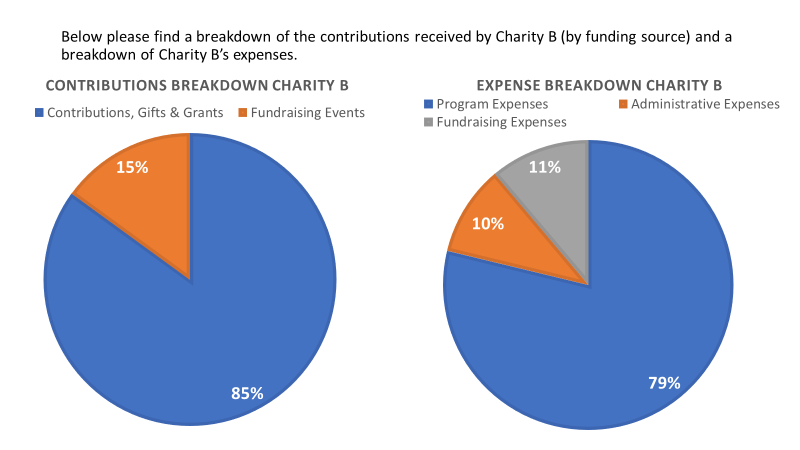 Below please find a breakdown of the contributions received by Charity B (by funding source) and a
breakdown of Charity B’s expenses.
CONTRIBUTIONS BREAKDOWN CHARITY B
Contributions, Gifts & Grants
Fundraising Events
15%
85%
EXPENSE BREAKDOWN CHARITY B
Program Expenses
Administrative Expenses
Fundraising Expenses
11%
10%
79%